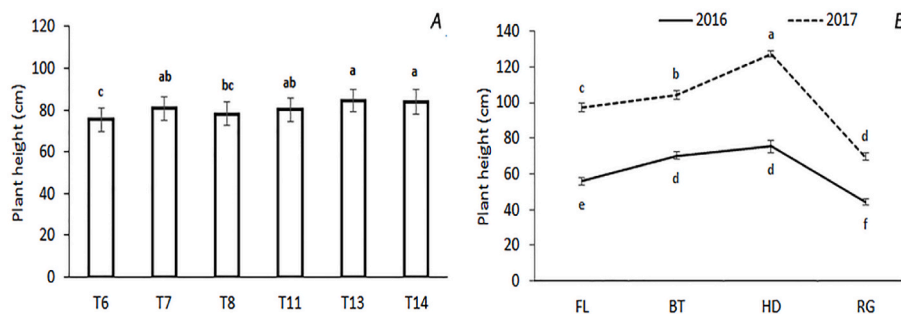 A
Plant height (cm)
120
100
80
60
40
20
0
c
ab
bc
ab
a
a
T6
T7
T8
T11
T13
T14
2016
2017
Plant height (cm)
140
120
100
80
60
40
20
0
c
b
a
d
e
d
d
f
FL
BT
HD
RG